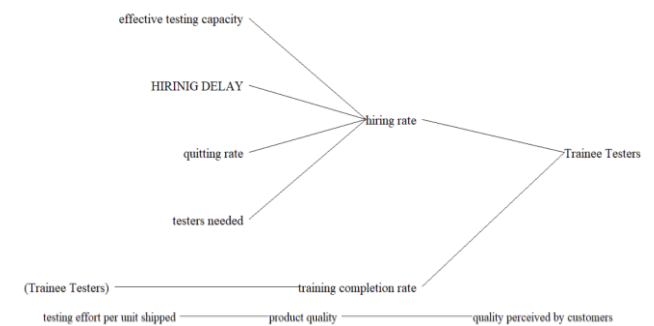 effective testing capacity
HIRINIG DELAY
hiring rate
quitting rate
Trainee Testers
testers needed
(Trainee Testers)
training completion rate
testing effort per unit shipped
product quality
quality perceived by customers